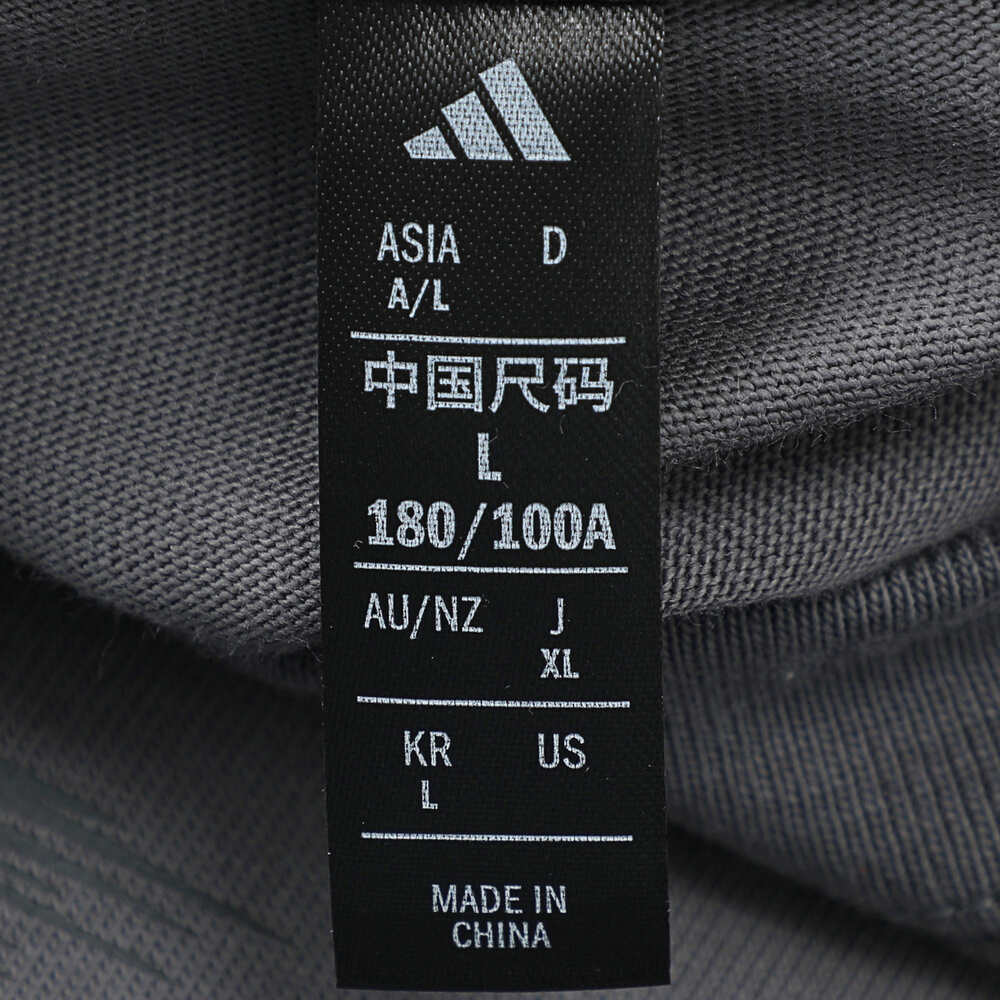 ASIA D
A/L
中国尺码
L
180/100A
AU/NZ J
XL
KR US
L
MADE IN
CHINA